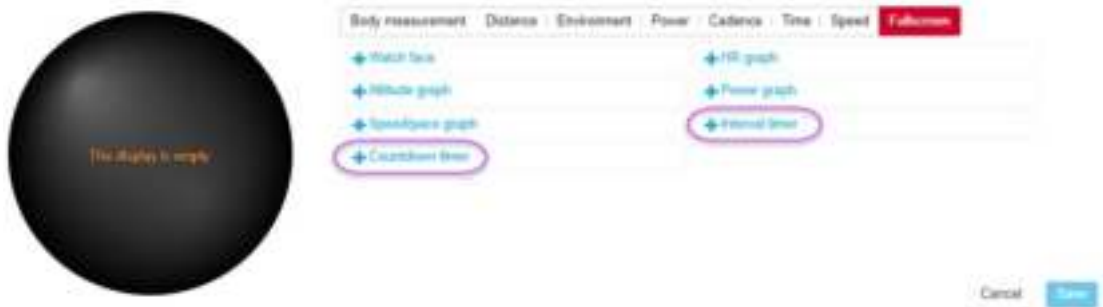 Body measurement Distance Environment Power Cadence Time Speed Fullscreen
Watch face
HR graph
Altitude graph
Power graph
Speed/pace graph
Interval timer
Countdown timer
The display is empty
Cancel Save